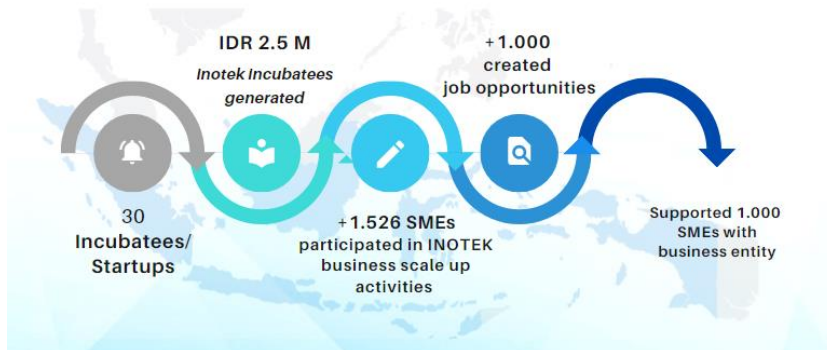 30
Incubatees/
Startups
IDR 2.5 M
Inotek Incubatees
generated
+1.526 SMEs
participated in INOTEK
business scale up
activities
+1.000
created
job opportunities
Supported 1.000
SMEs with
business entity